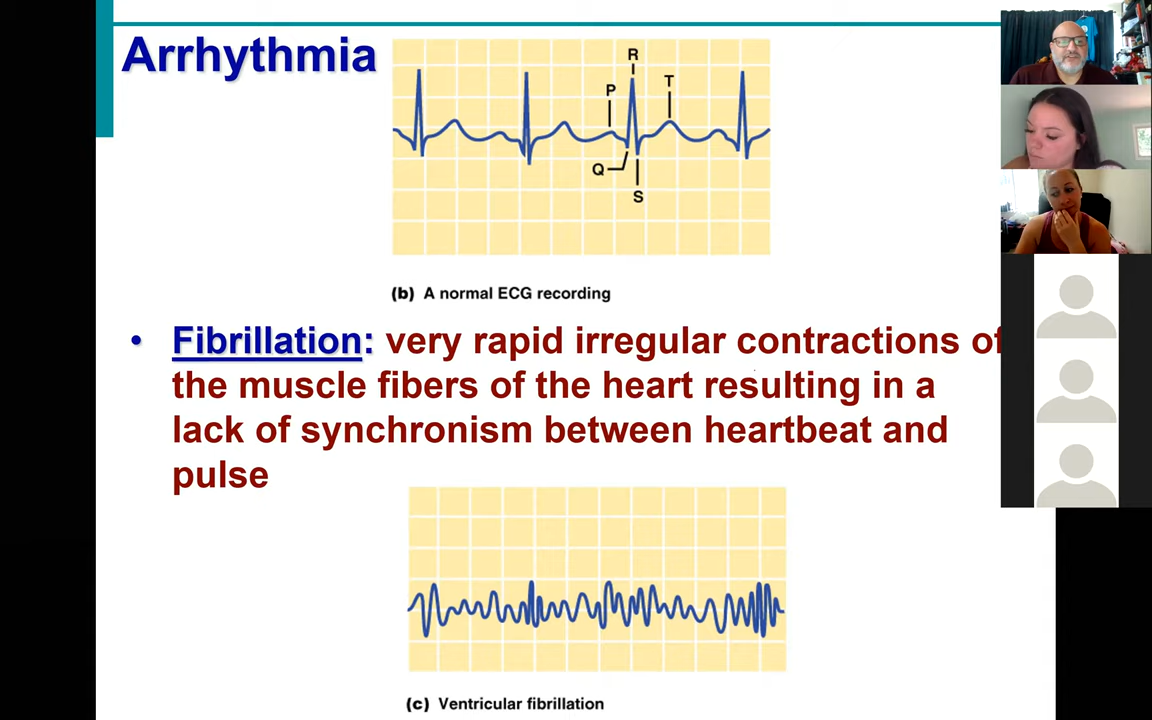 Arrhythmia
R
P
T
Q
S
(b) A normal ECG recording
• Fibrillation: very rapid irregular contractions of
the muscle fibers of the heart resulting in a
lack of synchronism between heartbeat and
pulse
(c) Ventricular fibrillation